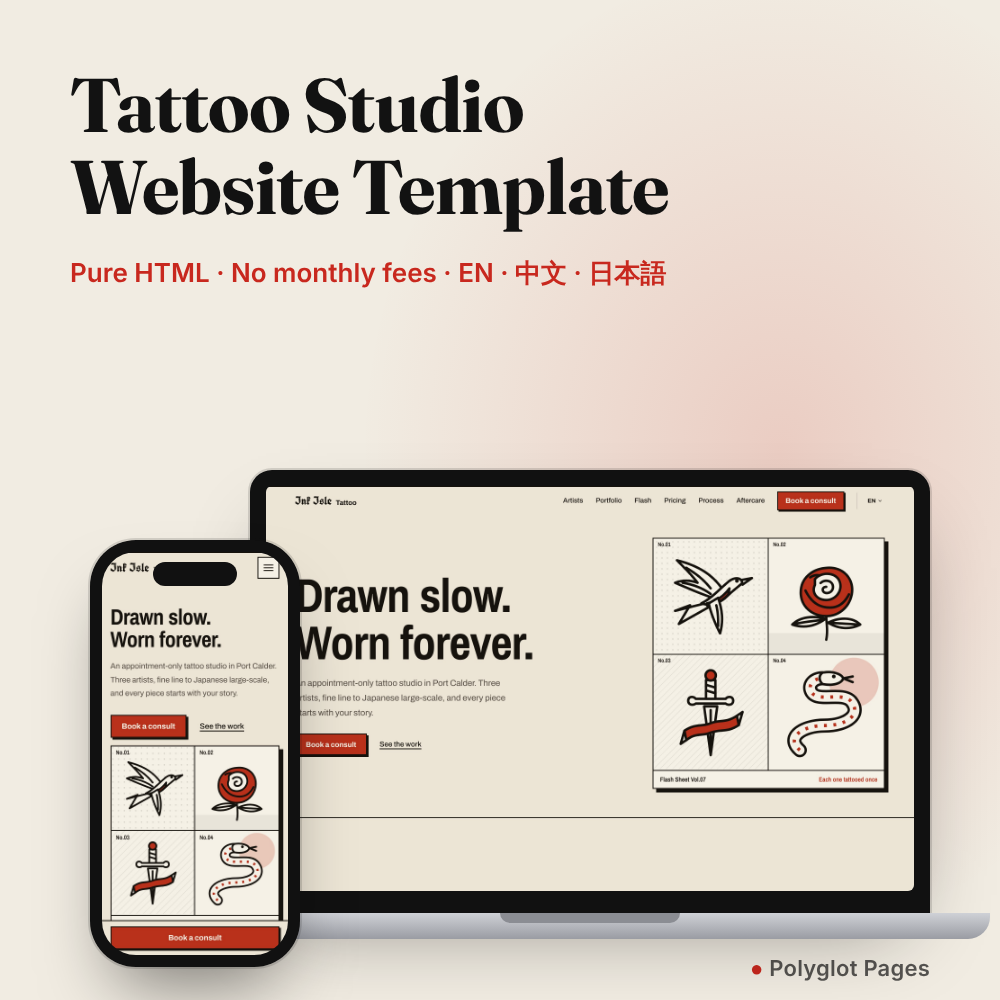 Tattoo Studio
Website Template
Pure HTML · No monthly fees · EN · 中文 · 日本語
Ink Isle Tattoo
Artists Portfolio Flash Pricing Process Aftercare Book a consult EN
Drawn slow.
Worn forever.
An appointment-only tattoo studio in Port Calder. Three
artists, fine line to Japanese large-scale, and every piece
starts with your story.
Book a consult See the work
No.01 No.02
No.03 No.04
Flash Sheet Vol.07 Each one tattooed once
Ink Isle
Drawn slow.
Worn forever.
An appointment-only tattoo studio in Port Calder.
Three artists, fine line to Japanese large-scale,
and every piece starts with your story.
Book a consult See the work
No.01 No.02
No.03 No.04
Book a consult
Polyglot Pages